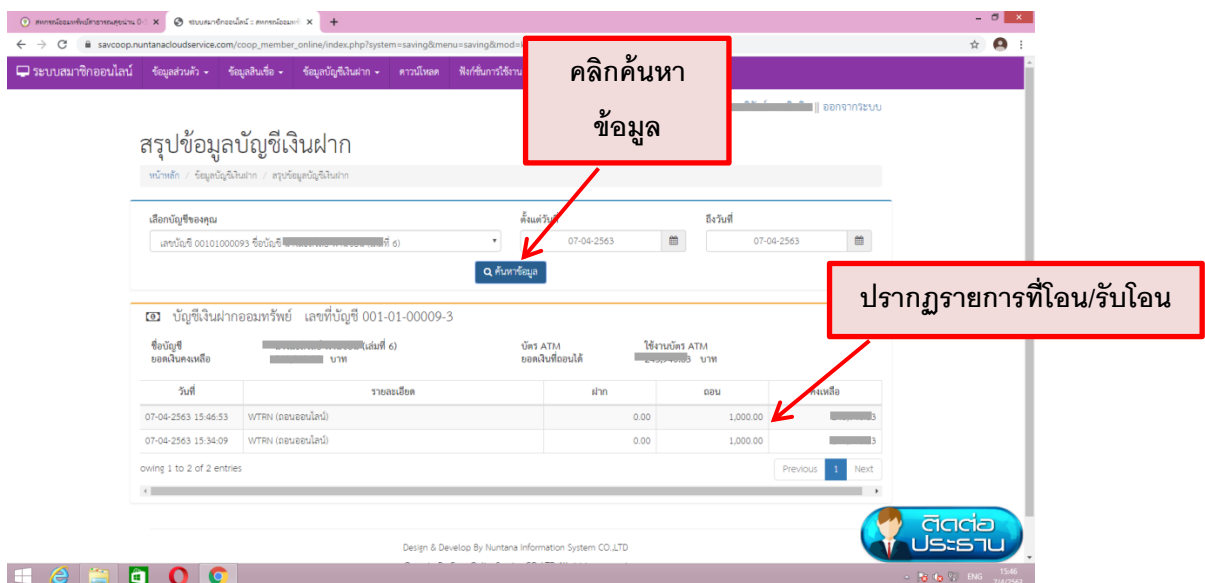 สหกรณ์ออมทรัพย์สาธารณสุขน่าน
ระบบสมาชิกออนไลน์ :: สหกรณ์ออมทรั
savcoop.nuntanacloudservice.com/coop_member_online/index.php?system=saving&menu=saving&mod=
ระบบสมาชิกออนไลน์ ข้อมูลส่วนตัว ข้อมูลสินเชื่อ ข้อมูลบัญชีเงินฝาก ดาวน์โหลด ฟังก์ชั่นการใช้งาน
คลิกค้นหา
ข้อมูล
|| ออกจากระบบ
สรุปข้อมูลบัญชีเงินฝาก
หน้าหลัก / ข้อมูลบัญชีเงินฝาก / สรุปข้อมูลบัญชีเงินฝาก
เลือกบัญชีของคุณ ตั้งแต่วันที่ ถึงวันที่
เลขบัญชี 00101000093 ชื่อบัญชี ที่ 6) 07-04-2563 07-04-2563
ค้นหาข้อมูล
ปรากฏรายการที่โอน/รับโอน
บัญชีเงินฝากออมทรัพย์ เลขที่บัญชี 001-01-00009-3
ชื่อบัญชี (เล่มที่ 6) บัตร ATM ใช้งานบัตร ATM
ยอดเงินคงเหลือ บาท ยอดเงินที่ถอนได้ บาท
วันที่ รายละเอียด ฝาก ถอน คงเหลือ
07-04-2563 15:46:53 WTRN (ถอนออนไลน์) 0.00 1,000.00 3
07-04-2563 15:34:09 WTRN (ถอนออนไลน์) 0.00 1,000.00 3
owing 1 to 2 of 2 entries Previous 1 Next
ติดต่อ
ประธาน
Design & Develop By Nuntana Information System CO.,LTD
ENG 15:46
7/4/2563